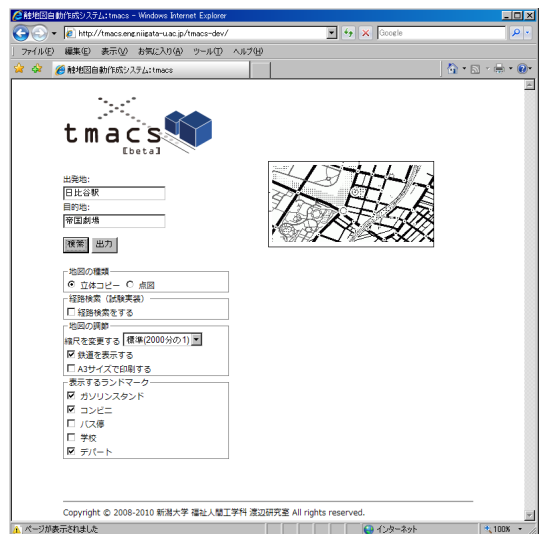 触地図自動作成システム:tmacs - Windows Internet Explorer
http://tmacs.eng.niigata-u.ac.jp/tmacs-dev/
Google
ファイル(F) 編集(E) 表示(V) お気に入り(A) ツール(T) ヘルプ(H)
触地図自動作成システム:tmacs
tmacs
[beta]
出発地:
日比谷駅
目的地:
帝国劇場
検索 出力
地図の種類
立体コピー 点図
経路検索(試験実装)
経路検索をする
地図の調節
縮尺を変更する 標準(2000分の1)
鉄道を表示する
A3サイズで印刷する
表示するランドマーク
ガソリンスタンド
コンビニ
バス停
学校
デパート
Copyright © 2008-2010 新潟大学 福祉人間工学科 渡辺研究室 All rights reserved.
ページが表示されました
インターネット
100%